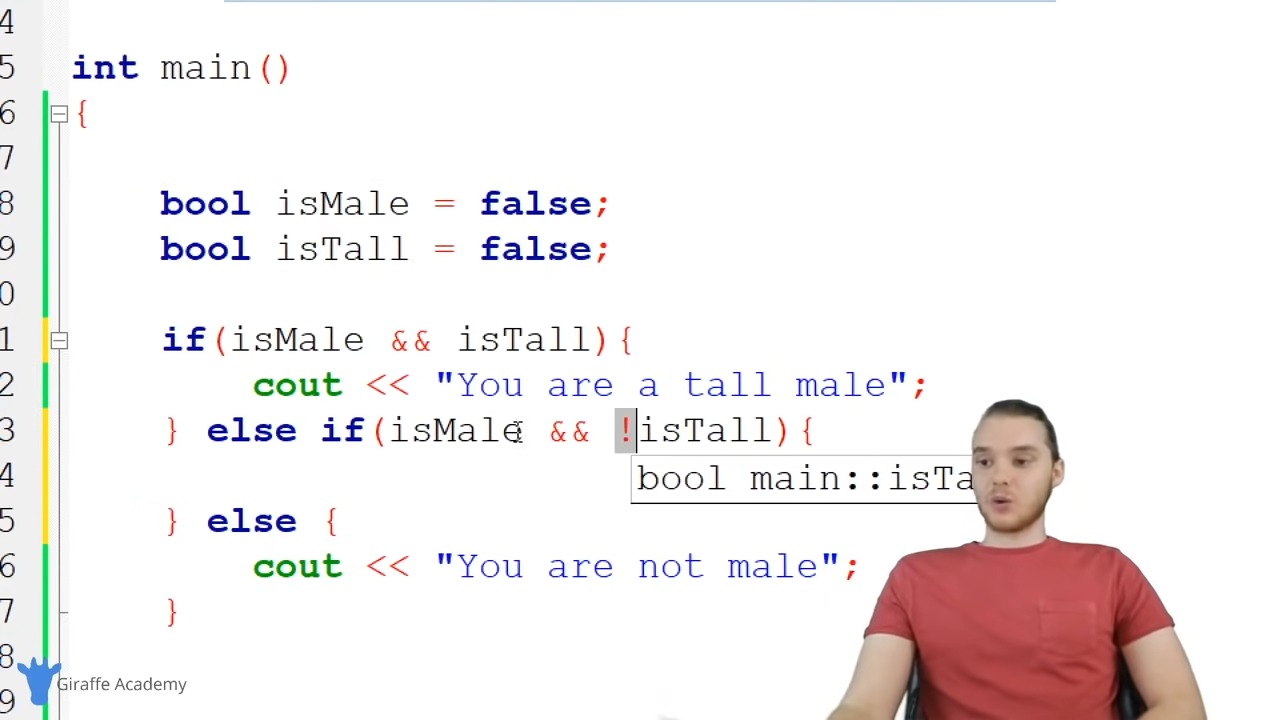 4
5 int main()
6 {
7
8 bool isMale = false;
9 bool isTall = false;
0
1 if(isMale && isTall){
2 cout << "You are a tall male";
3 } else if(isMale && !isTall){
4 bool main::isTa
5 } else {
6 cout << "You are not male";
7 }
8
9
Giraffe Academy